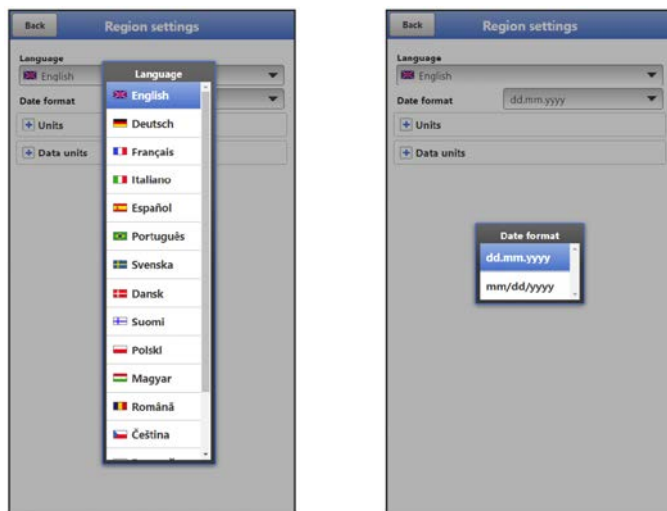 Back Region settings
Language
English
Date format
Units
Data units
Language
English
Deutsch
Français
Italiano
Español
Português
Svenska
Dansk
Suomi
Polski
Magyar
Română
Čeština
Back Region settings
Language
English
Date format dd.mm.yyyy
Units
Data units
Date format
dd.mm.yyyy
mm/dd/yyyy